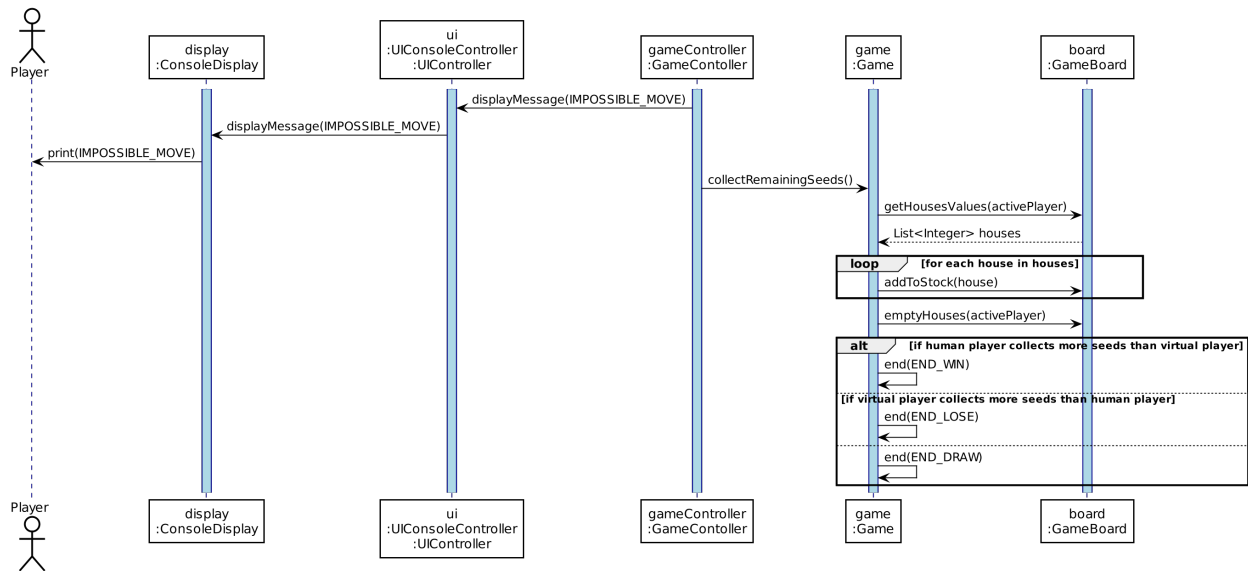 Player
display
:ConsoleDisplay
ui
:UIConsoleController
:UIController
gameController
:GameContoller
game
:Game
board
:GameBoard
displayMessage(IMPOSSIBLE_MOVE)
displayMessage(IMPOSSIBLE_MOVE)
print(IMPOSSIBLE_MOVE)
collectRemainingSeeds()
getHousesValues(activePlayer)
List<Integer> houses
loop [for each house in houses]
addToStock(house)
emptyHouses(activePlayer)
alt [if human player collects more seeds than virtual player]
end(END_WIN)
[if virtual player collects more seeds than human player]
end(END_LOSE)
end(END_DRAW)
Player
display
:ConsoleDisplay
ui
:UIConsoleController
:UIController
gameController
:GameContoller
game
:Game
board
:GameBoard